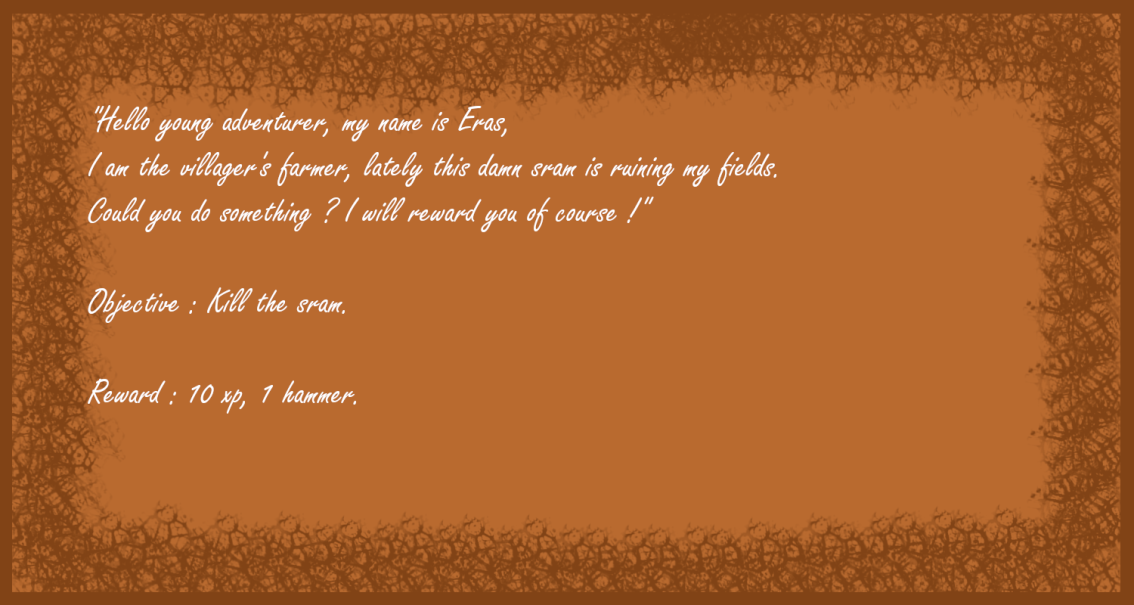 "Hello young adventurer, my name is Eras,
I am the villager's farmer, lately this damn sram is ruining my fields.
Could you do something ? I will reward you of course !"
Objective : Kill the sram.
Reward : 10 xp, 1 hammer.